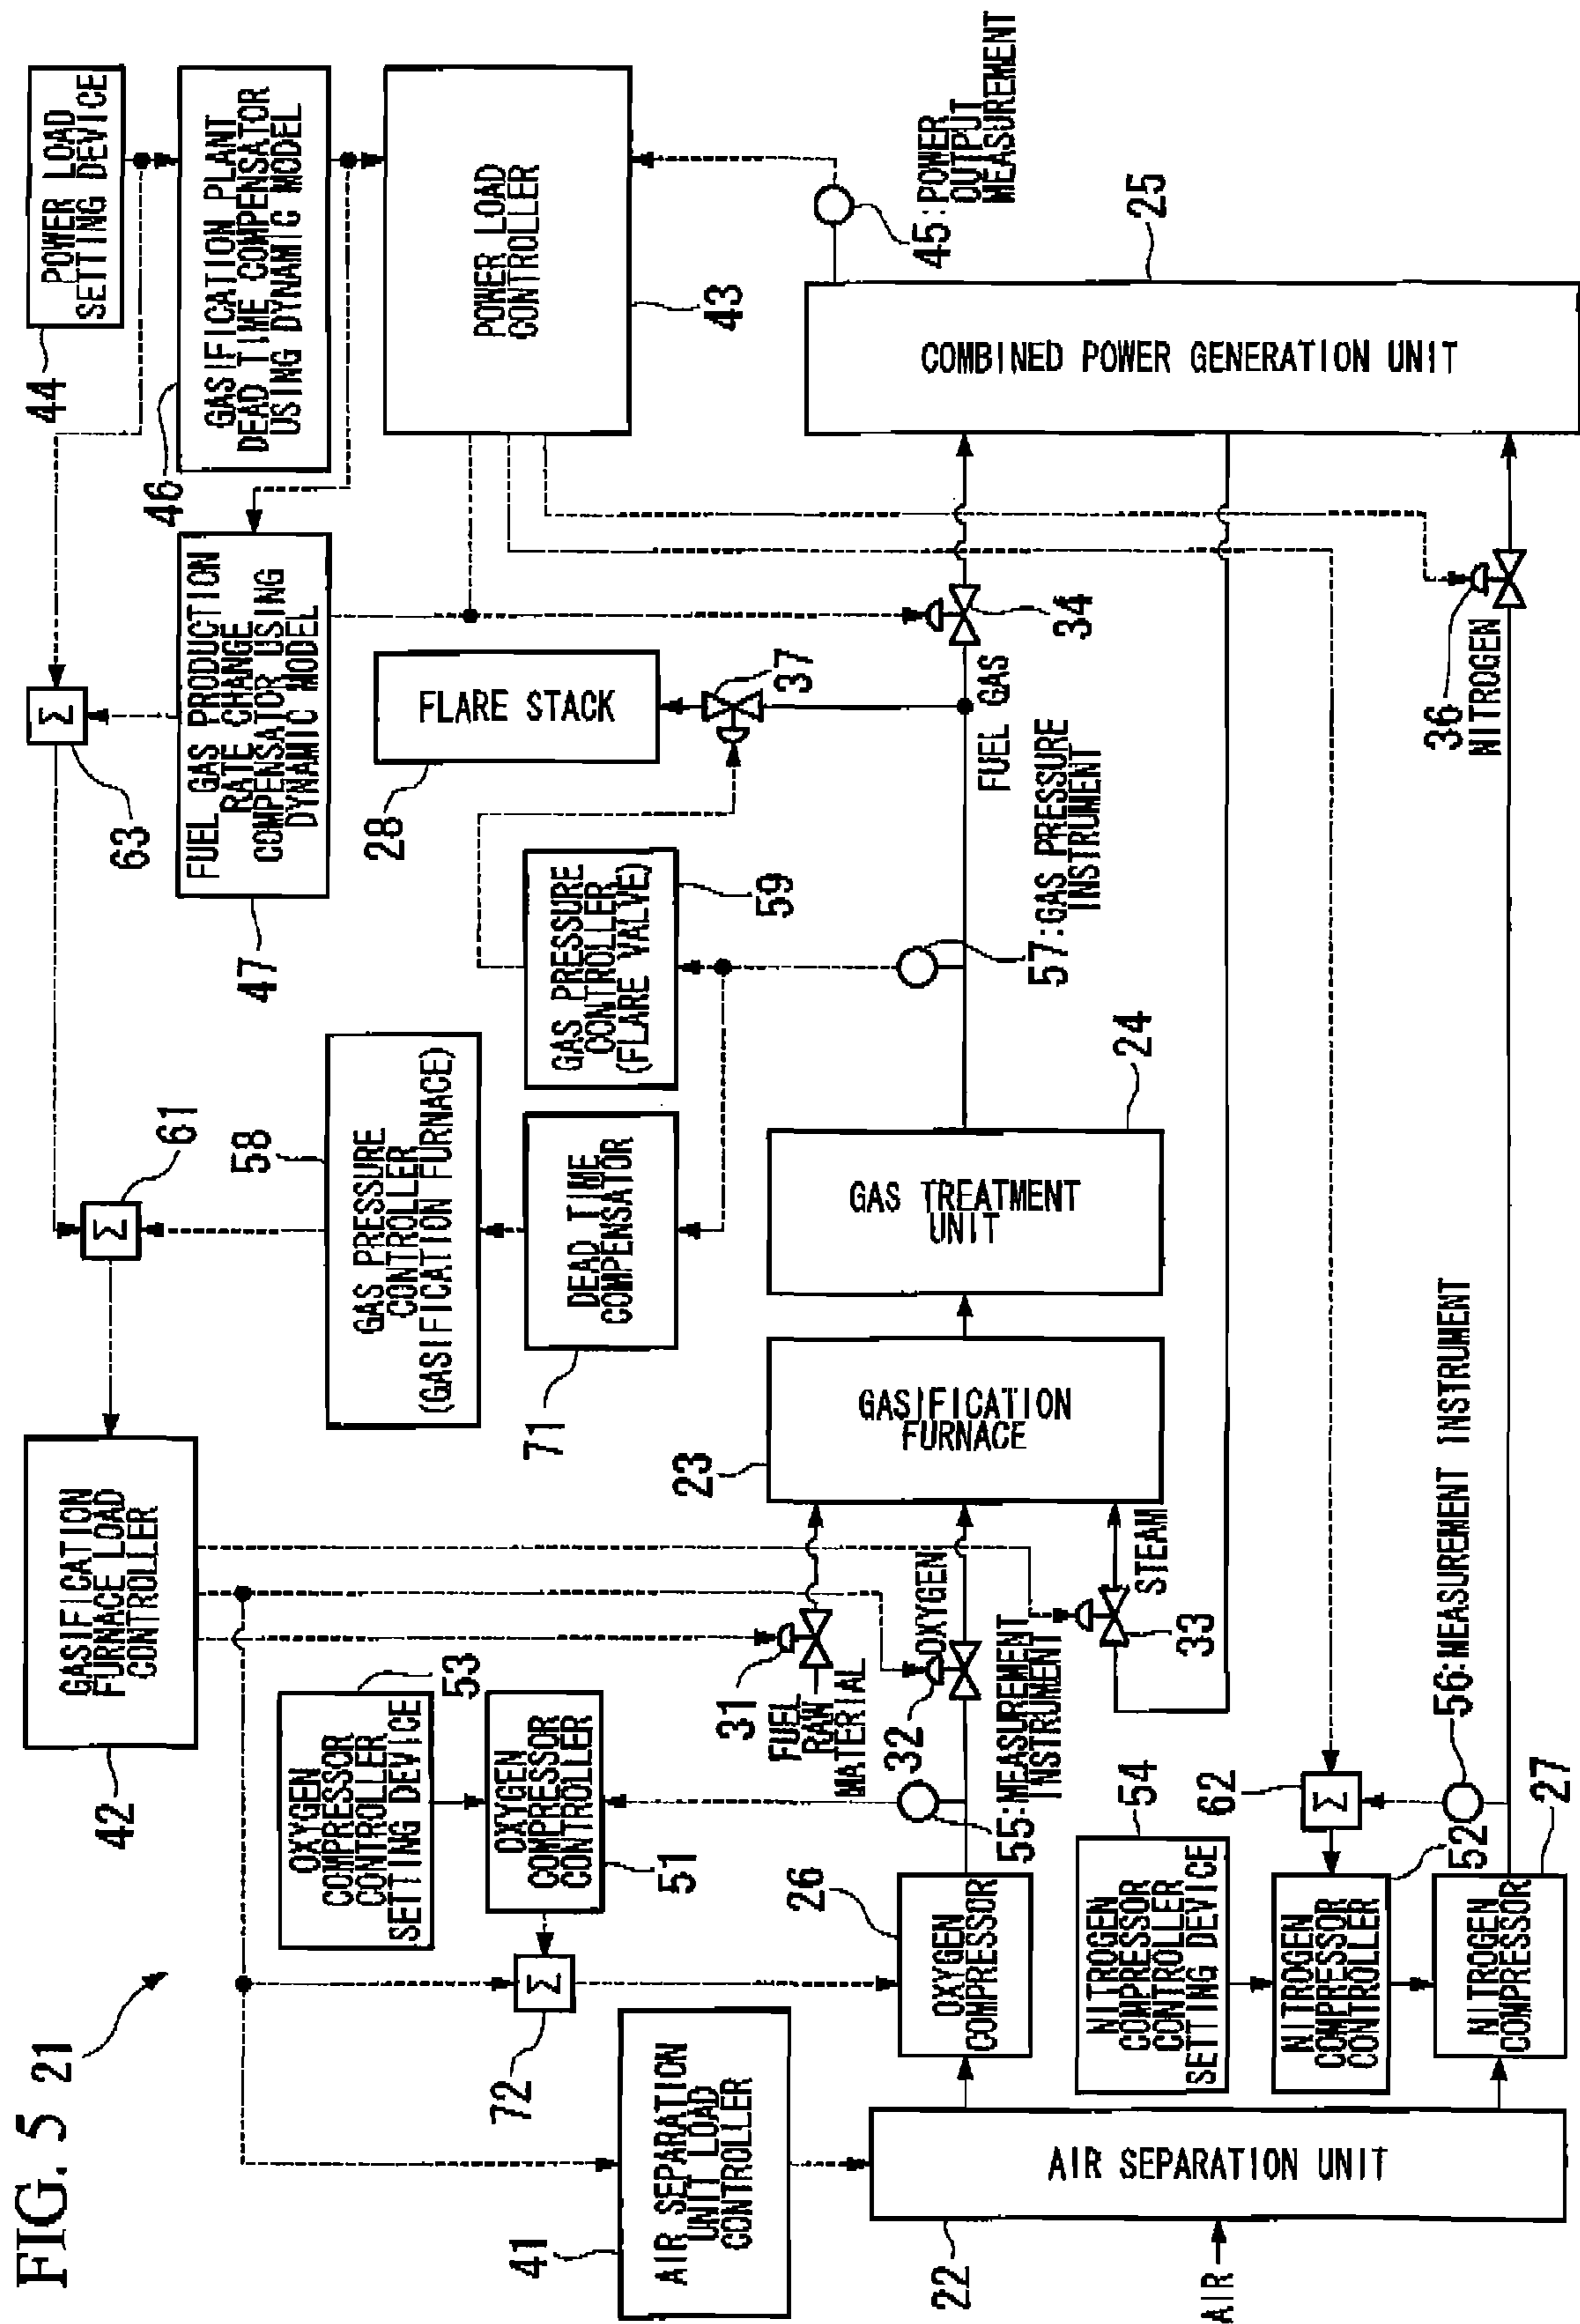 FIG. 5
21
44
POWER LOAD
SETTING DEVICE
46
GASIFICATION PLANT
DEAD TIME COMPENSATOR
USING DYNAMIC MODEL
POWER LOAD
CONTROLLER
43
45:POWER
OUTPUT
MEASUREMENT
25
COMBINED POWER GENERATION UNIT
Σ
63
FUEL GAS PRODUCTION
RATE CHANGE
COMPENSATOR USING
DYNAMIC MODEL
47
FLARE STACK
28
37
34
FUEL GAS
36
NITROGEN
GAS PRESSURE
CONTROLLER
(FLARE VALVE)
59
57:GAS PRESSURE
INSTRUMENT
Σ
61
58
GAS PRESSURE
CONTROLLER
(GASIFICATION FURNACE)
DEAD TIME
COMPENSATOR
71
GAS TREATMENT
UNIT
24
GASIFICATION
FURNACE
23
GASIFICATION
FURNACE LOAD
CONTROLLER
42
31
FUEL
RAW
MATERIAL
32
OXYGEN
STEAM
33
55:MEASUREMENT
INSTRUMENT
56:MEASUREMENT INSTRUMENT
OXYGEN
COMPRESSOR
CONTROLLER
SETTING DEVICE
53
OXYGEN
COMPRESSOR
CONTROLLER
51
Σ
72
26
OXYGEN
COMPRESSOR
54
NITROGEN
COMPRESSOR
CONTROLLER
SETTING DEVICE
62
Σ
52
NITROGEN
COMPRESSOR
CONTROLLER
27
NITROGEN
COMPRESSOR
41
AIR SEPARATION
UNIT LOAD
CONTROLLER
22
AIR SEPARATION UNIT
AIR